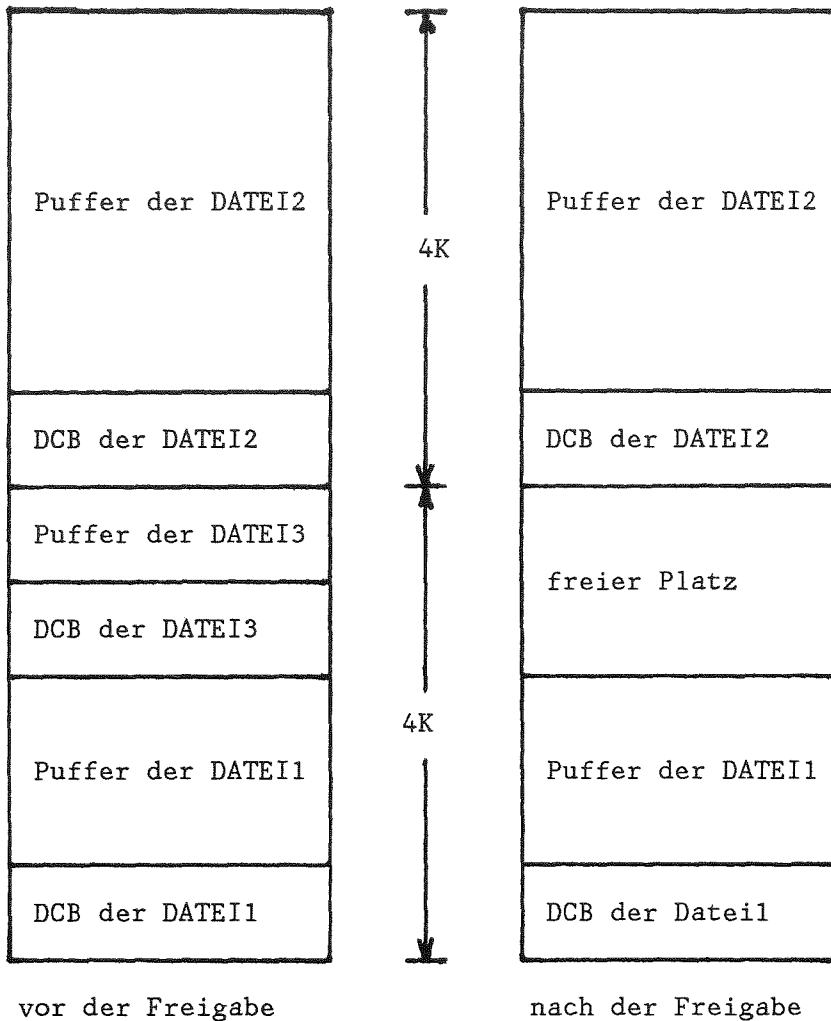 Puffer der DATEI2
DCB der DATEI2
Puffer der DATEI3
DCB der DATEI3
Puffer der DATEI1
DCB der DATEI1
vor der Freigabe
4K
4K
Puffer der DATEI2
DCB der DATEI2
freier Platz
Puffer der DATEI1
DCB der Datei1
nach der Freigabe